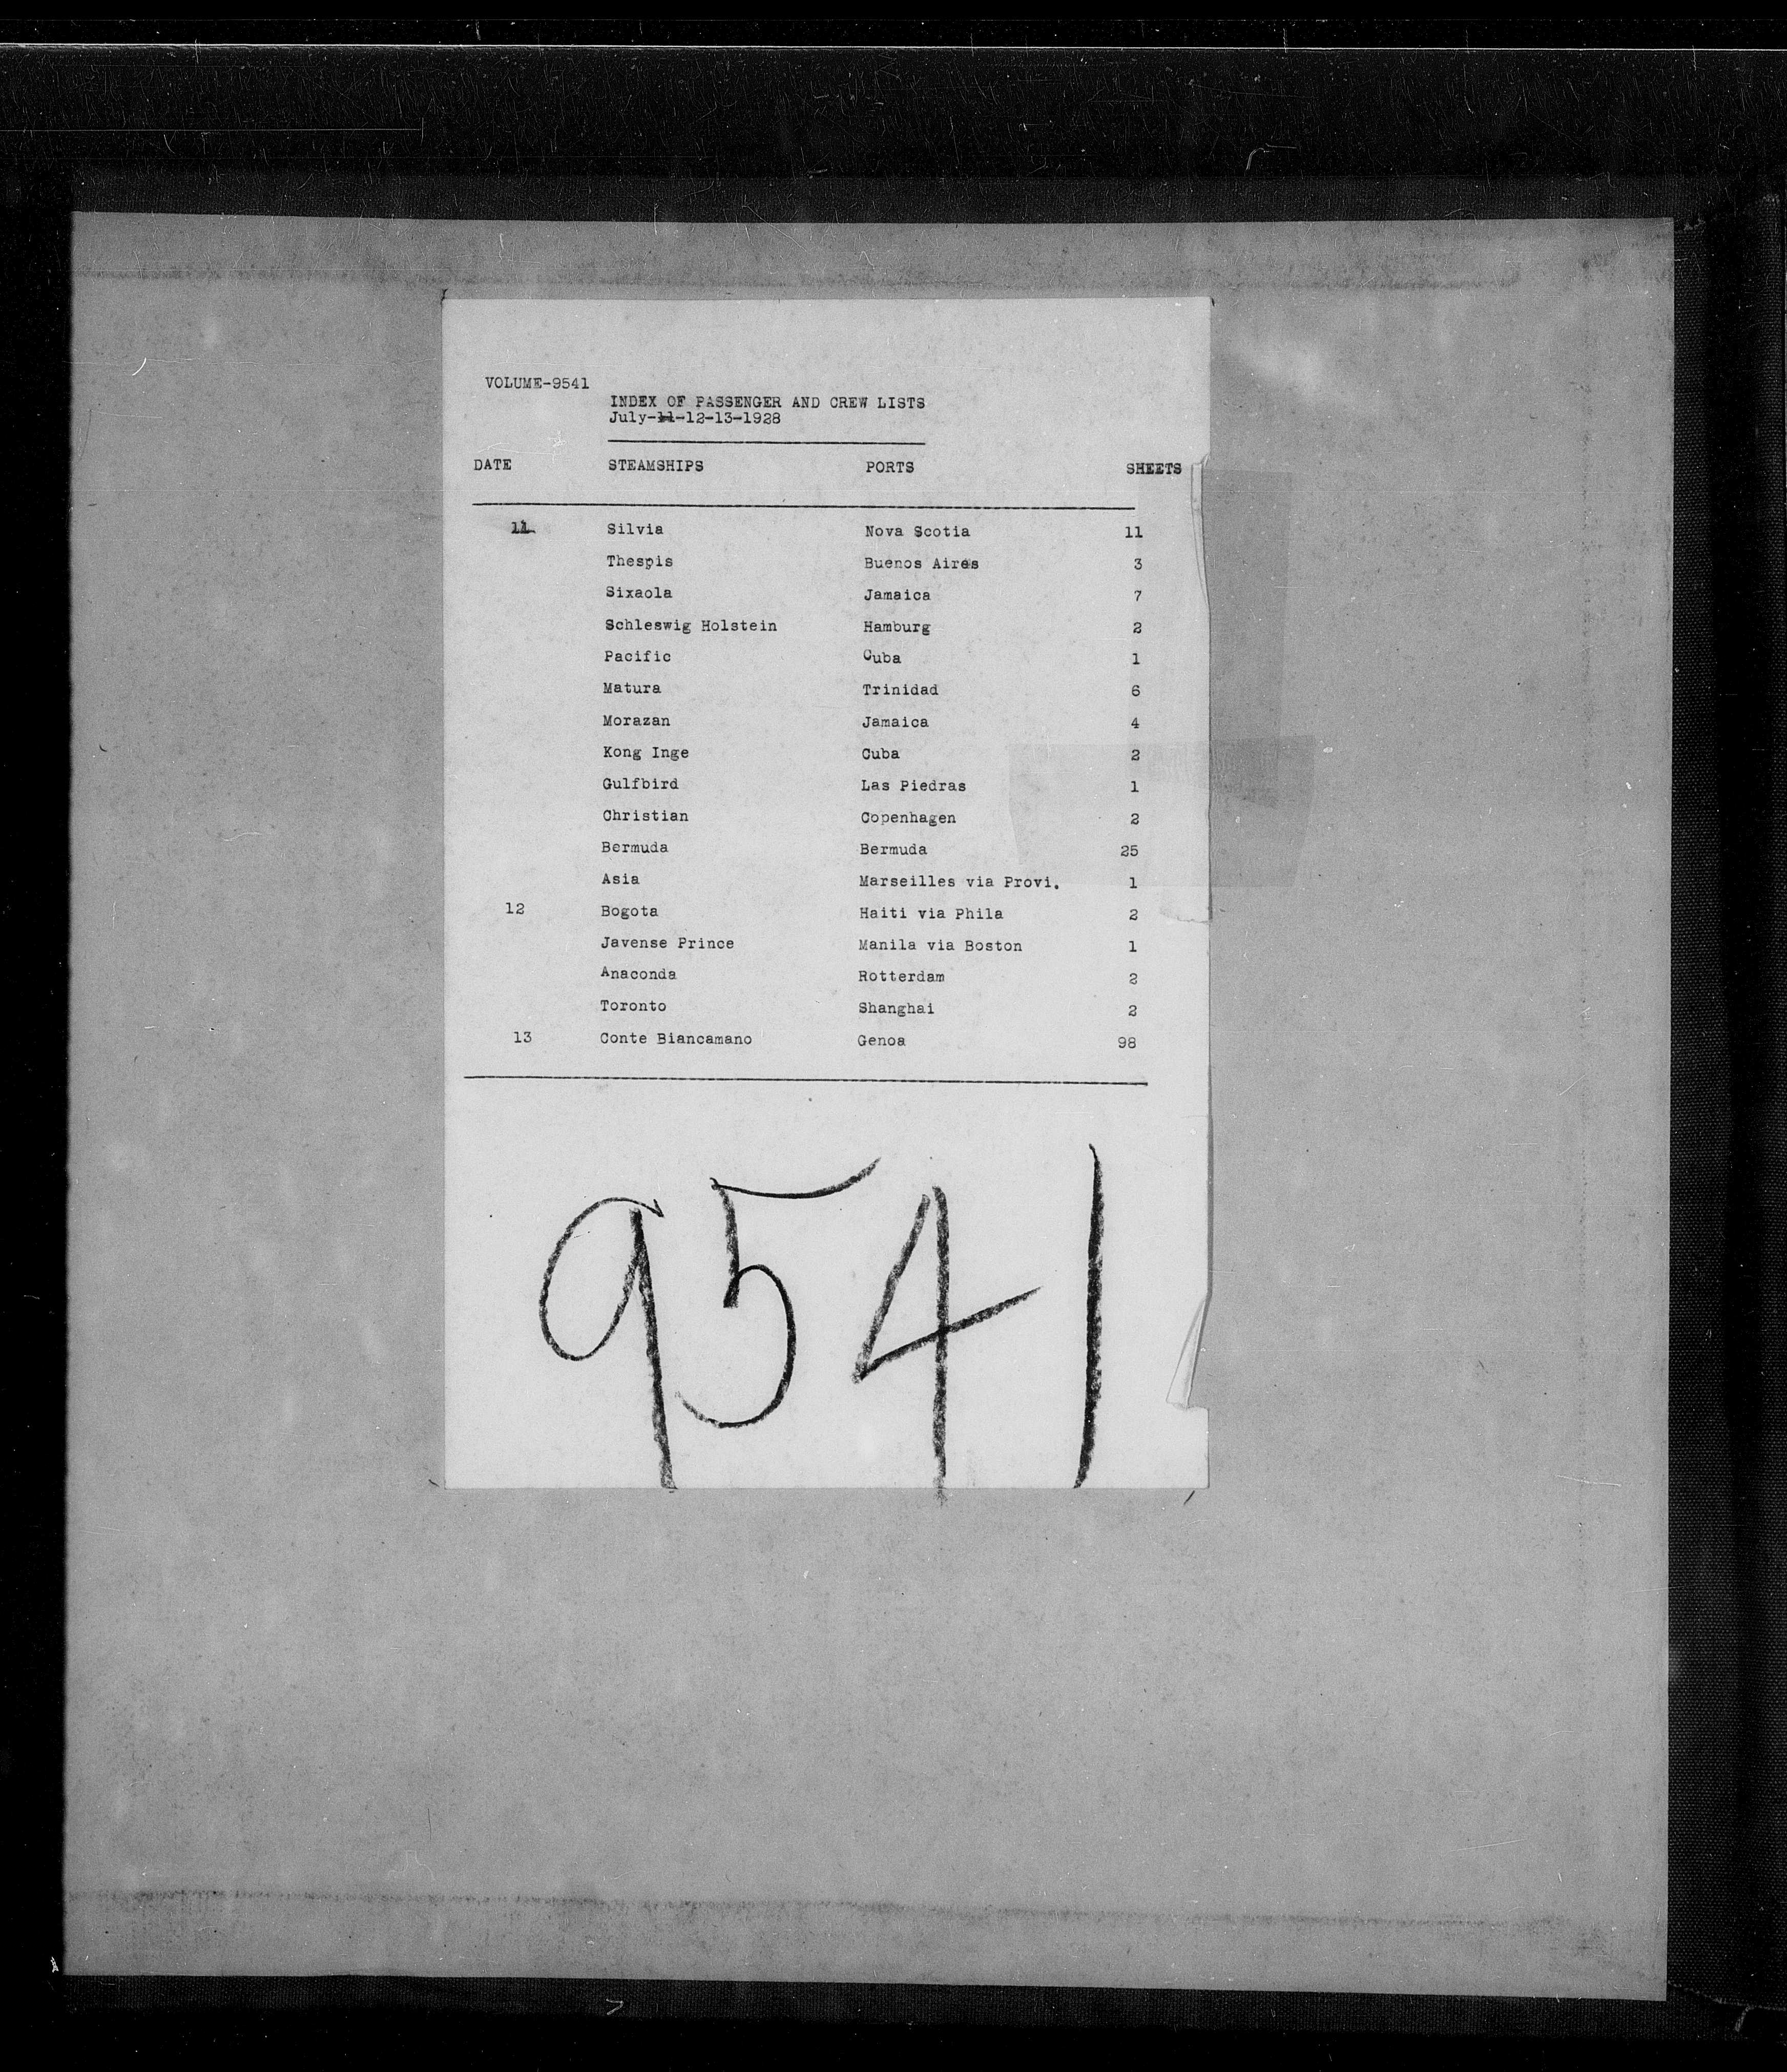 VOLUME-9541
INDEX OF PASSENGER AND CREW LISTS
July-11-12-13-1928
DATE STEAMSHIPS PORTS SHEETS
11 Silvia Nova Scotia 11
Thespis Buenos Aires 3
Sixaola Jamaica 7
Schleswig Holstein Hamburg 2
Pacific Cuba 1
Matura Trinidad 6
Morazan Jamaica 4
Kong Inge Cuba 2
Gulfbird Las Piedras 1
Christian Copenhagen 2
Bermuda Bermuda 25
Asia Marseilles via Provi. 1
12 Bogota Haiti via Phila 2
Javense Prince Manila via Boston 1
Anaconda Rotterdam 2
Toronto Shanghai 2
13 Conte Biancamano Genoa 98
9541